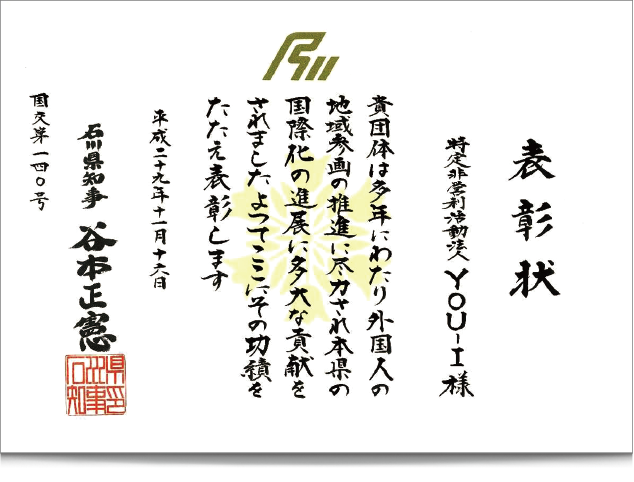 表彰状
特定非営利活動法人YOU-I様
貴団体は多年にわたり外国人の
地域参画の推進に尽力され本県の
国際化の進展に多大な貢献を
されました よってここにその功績を
たたえ表彰します
平成二十九年十一月十六日
石川県知事 谷本正憲
国交第一四〇号
石川県知事印